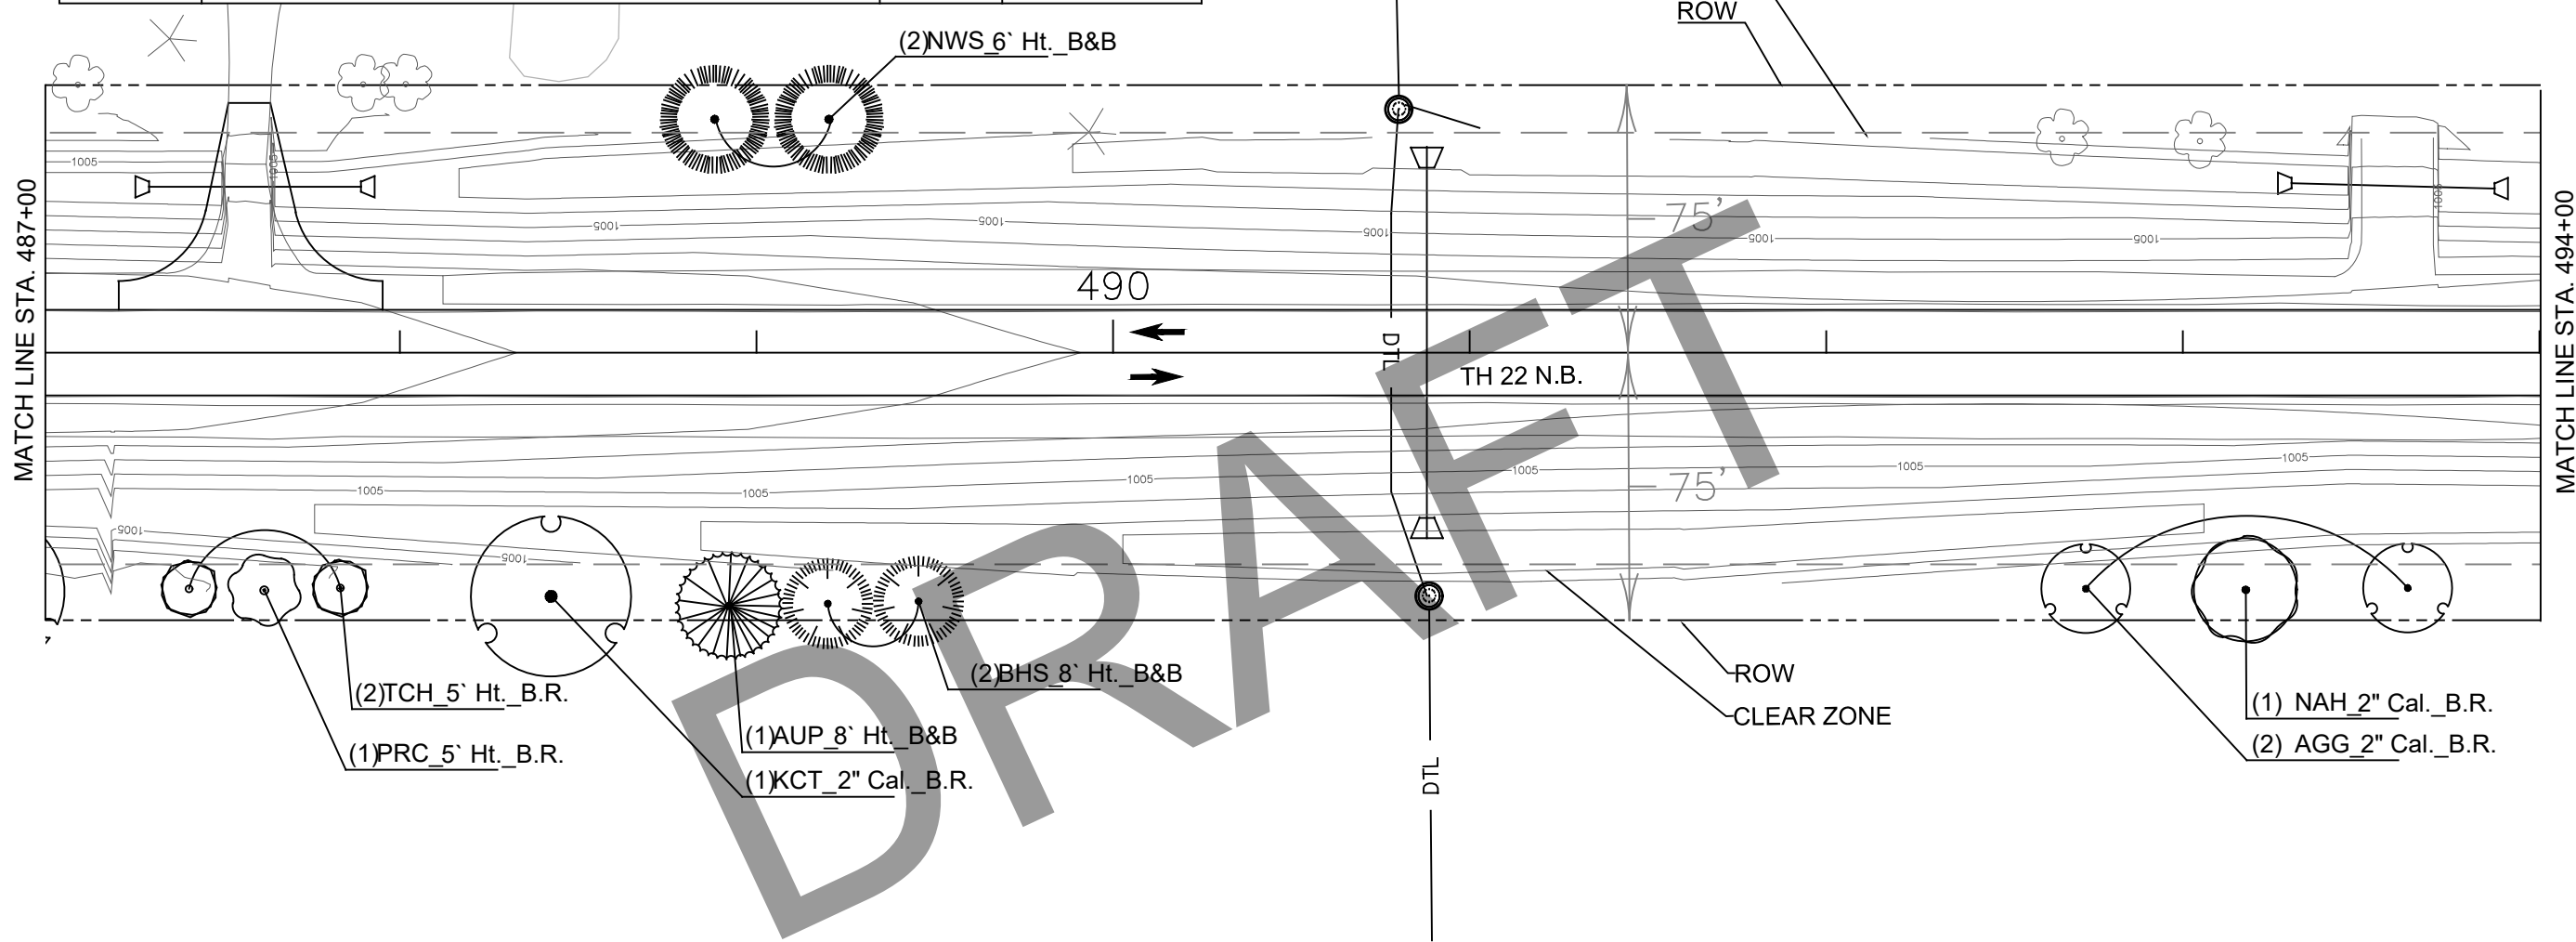 ROW
(2)NWS_6` Ht._B&B
1005
1005
MATCH LINE STA. 487+00
MATCH LINE STA. 494+00
1005
1005
1005
1005
1005
1005
1005
75'
490
DTL
TH 22 N.B.
75'
1005
1005
1005
1005
1005
1005
1005
1005
DRAFT
(2)TCH_5` Ht._B.R.
(1)PRC_5` Ht._B.R.
(2)BHS_8` Ht._B&B
(1)AUP_8` Ht._B&B
(1)KCT_2" Cal._B.R.
ROW
CLEAR ZONE
DTL
(1) NAH_2" Cal._B.R.
(2) AGG_2" Cal._B.R.